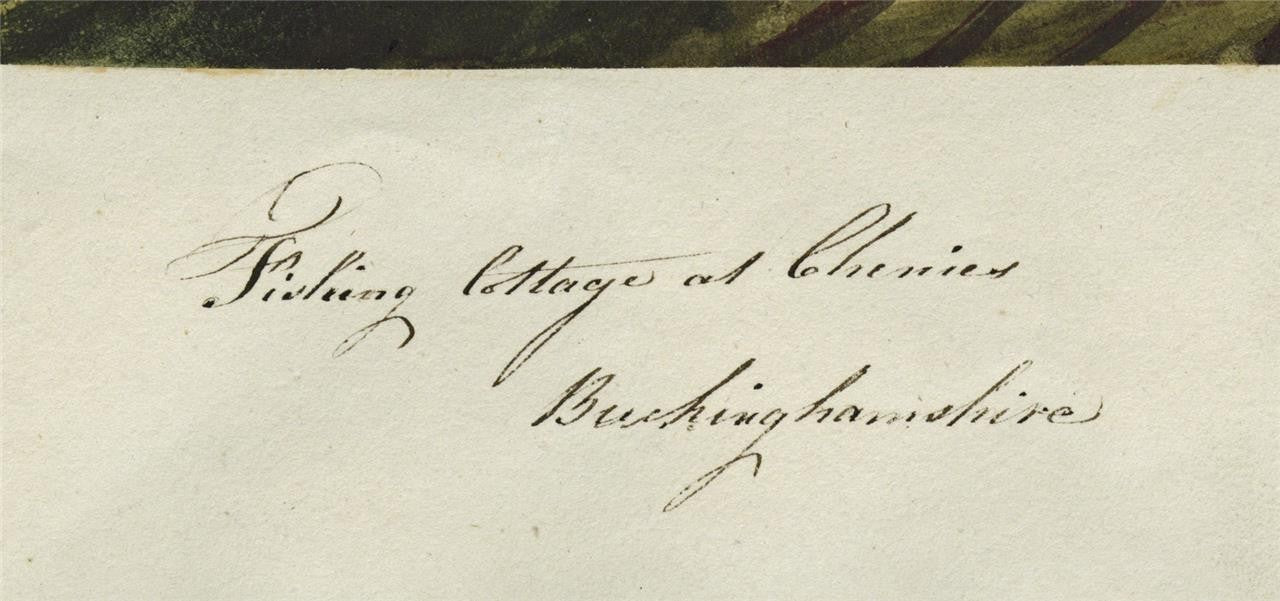 Fishing Cottage at Chenies
Buckinghamshire